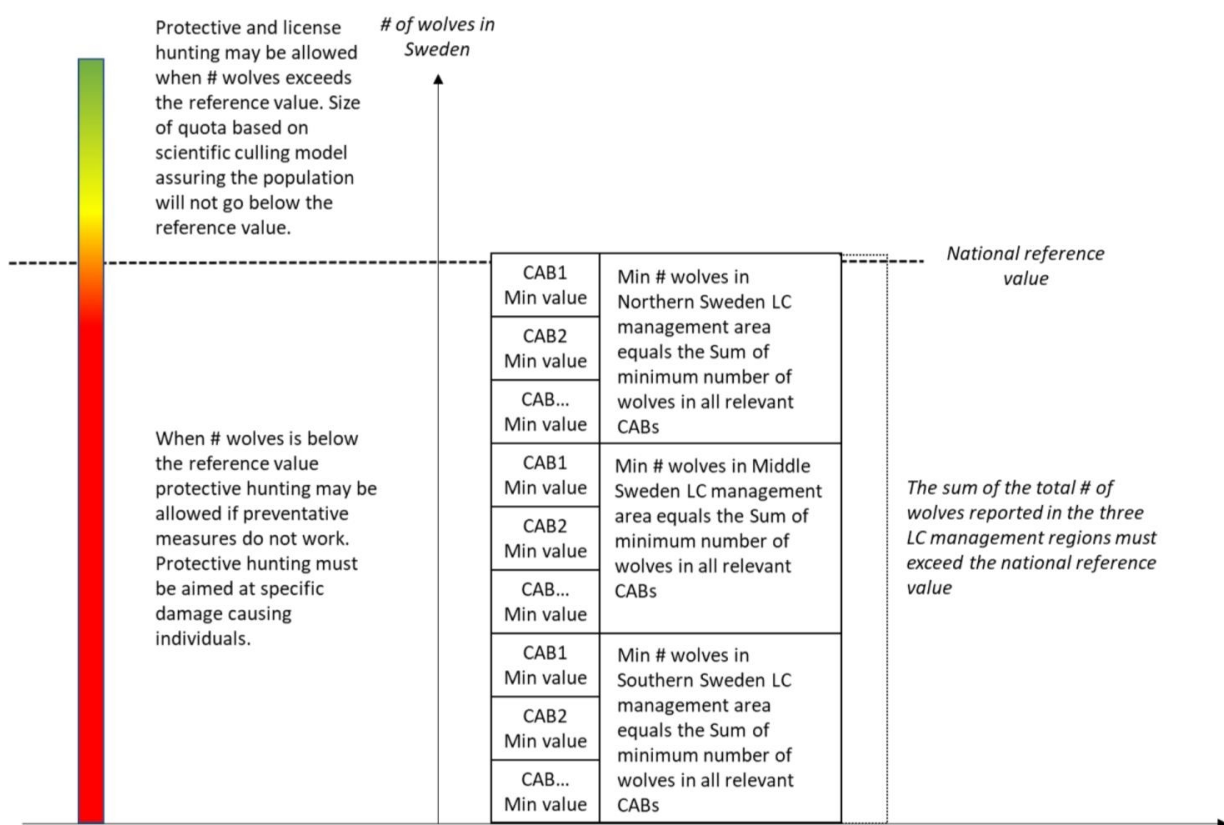 Protective and license
hunting may be allowed
when # wolves exceeds
the reference value. Size
of quota based on
scientific culling model
assuring the population
will not go below the
reference value.
# of wolves in
Sweden
National reference
value
CAB1
Min value
CAB2
Min value
CAB...
Min value
Min # wolves in
Northern Sweden LC
management area
equals the Sum of
minimum number of
wolves in all relevant
CABs
When # wolves is below
the reference value
protective hunting may be
allowed if preventative
measures do not work.
Protective hunting must
be aimed at specific
damage causing
individuals.
CAB1
Min value
CAB2
Min value
CAB...
Min value
Min # wolves in Middle
Sweden LC management
area equals the Sum of
minimum number of
wolves in all relevant
CABs
The sum of the total # of
wolves reported in the three
LC management regions must
exceed the national reference
value
CAB1
Min value
CAB2
Min value
CAB...
Min value
Min # wolves in
Southern Sweden LC
management area
equals the Sum of
minimum number of
wolves in all relevant
CABs